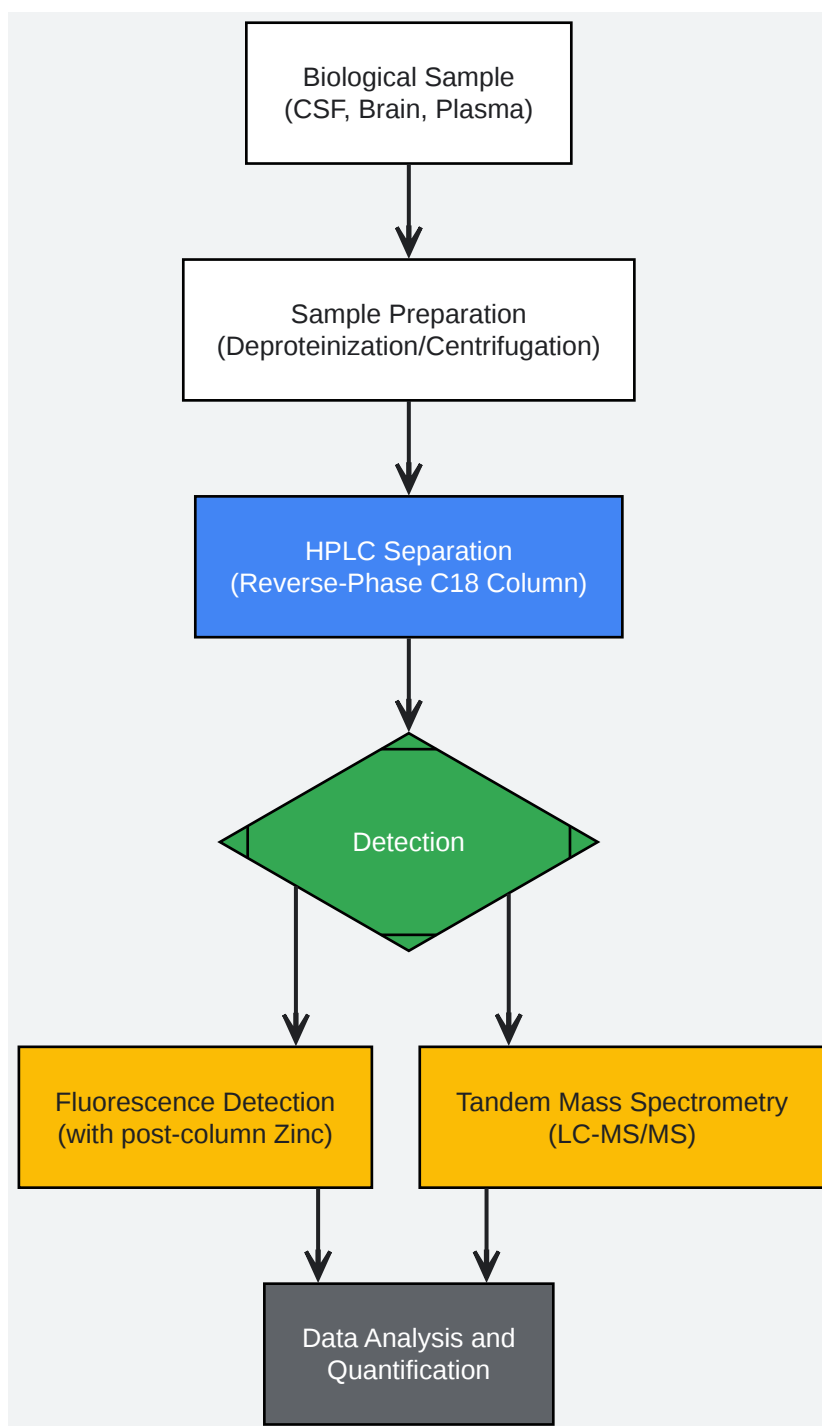 Biological Sample
(CSF, Brain, Plasma)
Sample Preparation
(Deproteinization/Centrifugation)
HPLC Separation
(Reverse-Phase C18 Column)
Detection
Fluorescence Detection
(with post-column Zinc)
Tandem Mass Spectrometry
(LC-MS/MS)
Data Analysis and
Quantification